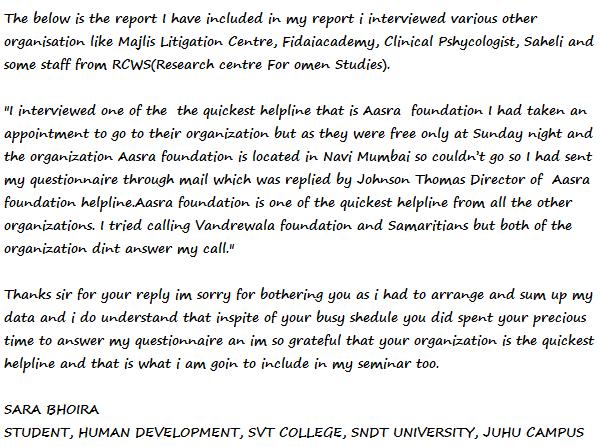 The below is the report I have included in my report i interviewed various other
organisation like Majlis Litigation Centre, Fidaiacademy, Clinical Pshycologist, Saheli and
some staff from RCWS(Research centre For omen Studies).
"I interviewed one of the the quickest helpline that is Aasra foundation I had taken an
appointment to go to their organization but as they were free only at Sunday night and
the organization Aasra foundation is located in Navi Mumbai so couldn't go so I had sent
my questionnaire through mail which was replied by Johnson Thomas Director of Aasra
foundation helpline.Aasra foundation is one of the quickest helpline from all the other
organizations. I tried calling Vandrewala foundation and Samaritians but both of the
organization dint answer my call."
Thanks sir for your reply im sorry for bothering you as i had to arrange and sum up my
data and i do understand that inspite of your busy shedule you did spent your precious
time to answer my questionnaire an im so grateful that your organization is the quickest
helpline and that is what i am goin to include in my seminar too.
SARA BHOIRA
STUDENT, HUMAN DEVELOPMENT, SVT COLLEGE, SNDT UNIVERSITY, JUHU CAMPUS